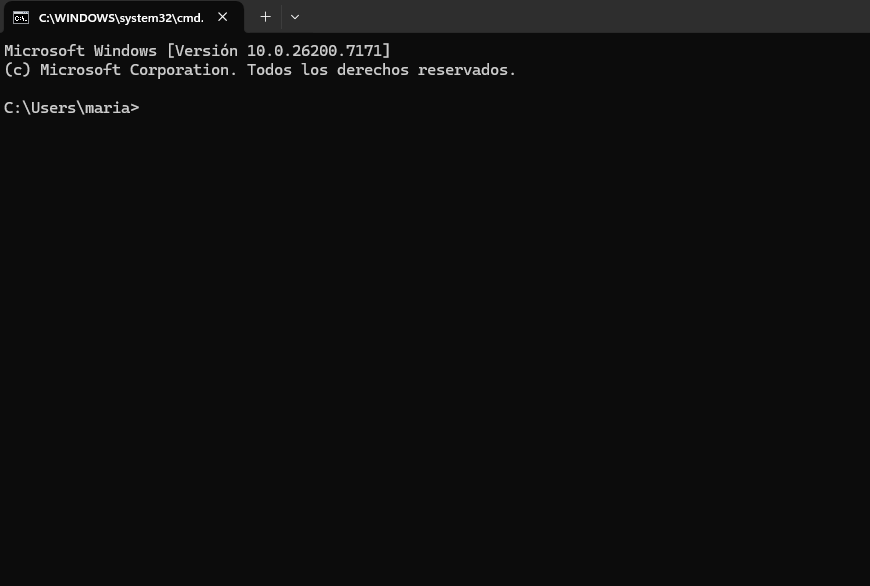 C:\WINDOWS\system32\cmd.
Microsoft Windows [Versión 10.0.26200.7171]
(c) Microsoft Corporation. Todos los derechos reservados.
C:\Users\maria>